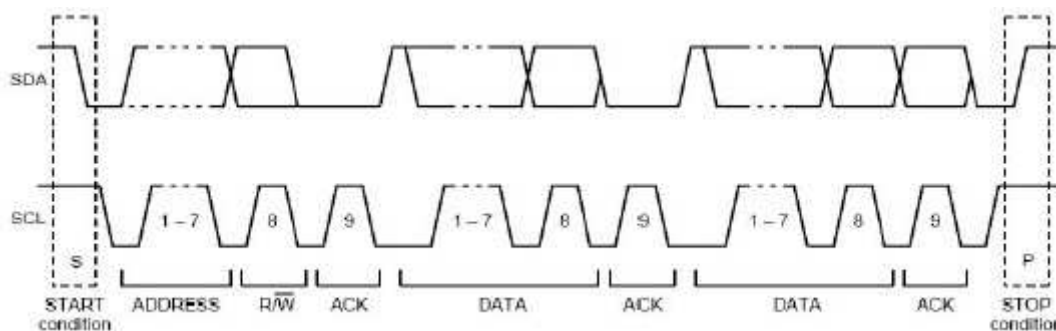 SDA
SCL
1 – 7 8 9 1 – 7 8 9 1 – 7 8 9
S P
START ADDRESS R/W̅ ACK DATA ACK DATA ACK STOP
condition condition